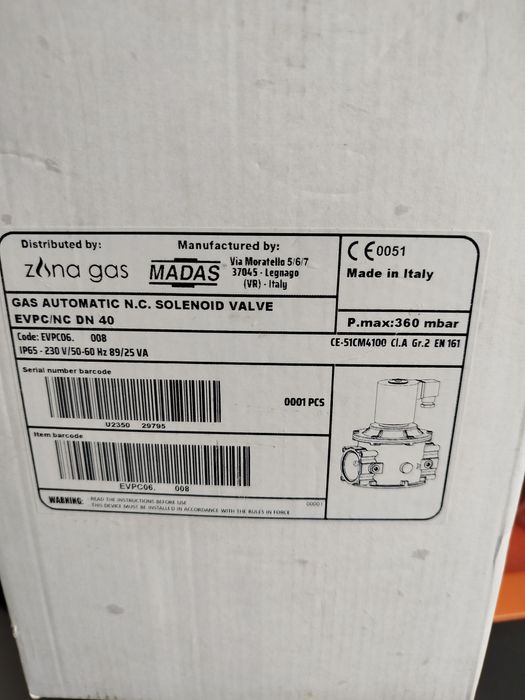 Distributed by:
zona gas
Manufactured by:
MADAS
Via Moratello 5/6/7
37045 - Legnago
(VR) - Italy
CE0051
Made in Italy
GAS AUTOMATIC N.C. SOLENOID VALVE
EVPC/NC DN 40
P.max:360 mbar
Code: EVPC06. 008
IP65 - 230 V/50-60 Hz 89/25 VA
CE-51CM4100 Cl.A Gr.2 EN 161
Serial number barcode
0001 PCS
U2350 29795
Item barcode
EVPC06. 008
WARNING: READ THE INSTRUCTIONS BEFORE USE
THIS DEVICE MUST BE INSTALLED IN ACCORDANCE WITH THE RULES IN FORCE
00001